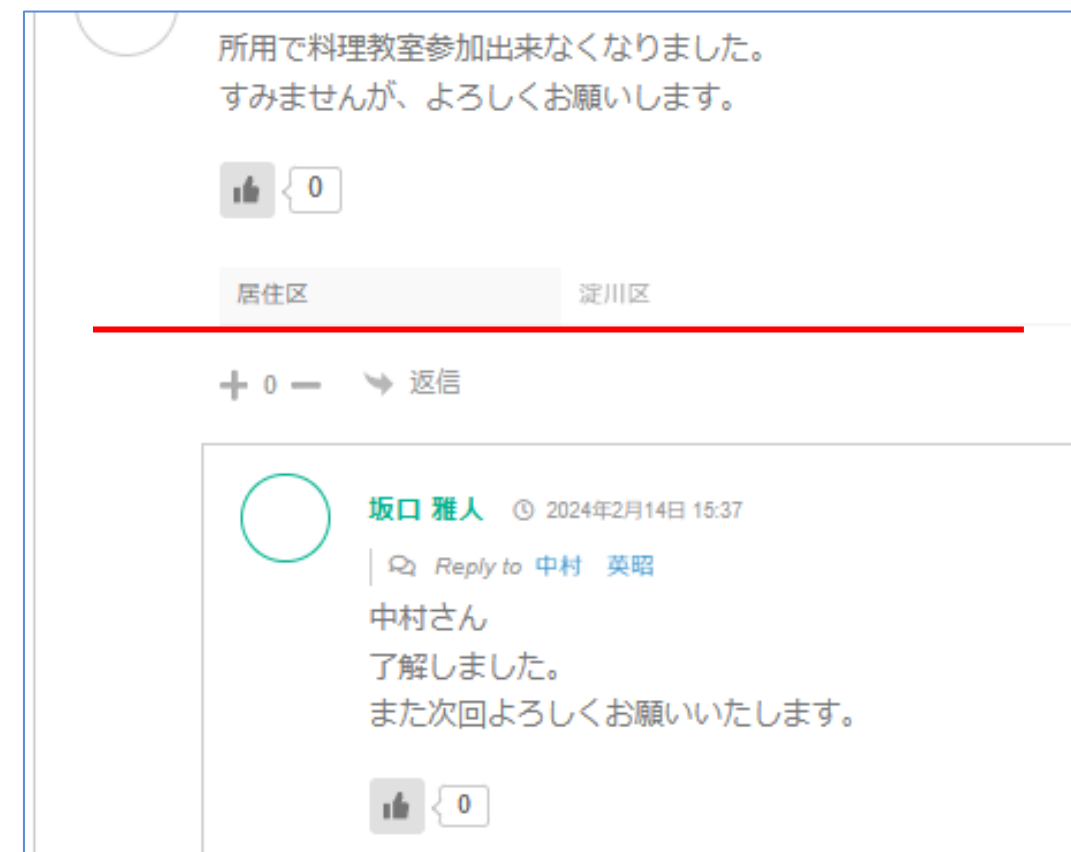 所用で料理教室参加出来なくなりました。
すみませんが、よろしくお願いします。
0
居住区 淀川区
0 返信
坂口 雅人 2024年2月14日 15:37
Reply to 中村　英昭
中村さん
了解しました。
また次回よろしくお願いいたします。
0